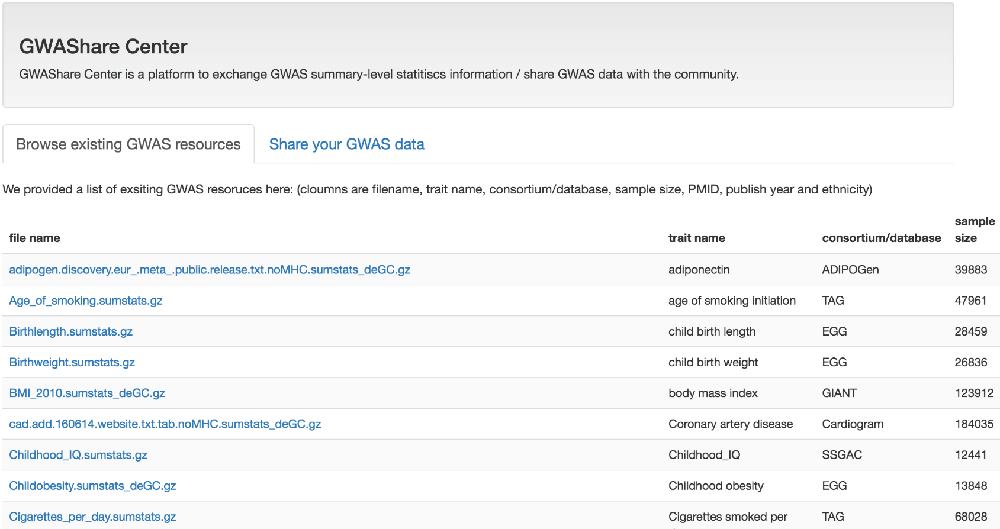 GWAShare Center
GWAShare Center is a platform to exchange GWAS summary-level statitiscs information / share GWAS data with the community.
Browse existing GWAS resources Share your GWAS data
We provided a list of exsiting GWAS resoruces here: (cloumns are filename, trait name, consortium/database, sample size, PMID, publish year and ethnicity)
file name trait name consortium/database sample size
adipogen.discovery.eur_.meta_.public.release.txt.noMHC.sumstats_deGC.gz adiponectin ADIPOGen 39883
Age_of_smoking.sumstats.gz age of smoking initiation TAG 47961
Birthlength.sumstats.gz child birth length EGG 28459
Birthweight.sumstats.gz child birth weight EGG 26836
BMI_2010.sumstats_deGC.gz body mass index GIANT 123912
cad.add.160614.website.txt.tab.noMHC.sumstats_deGC.gz Coronary artery disease Cardiogram 184035
Childhood_IQ.sumstats.gz Childhood_IQ SSGAC 12441
Childobesity.sumstats_deGC.gz Childhood obesity EGG 13848
Cigarettes_per_day.sumstats.gz Cigarettes smoked per TAG 68028